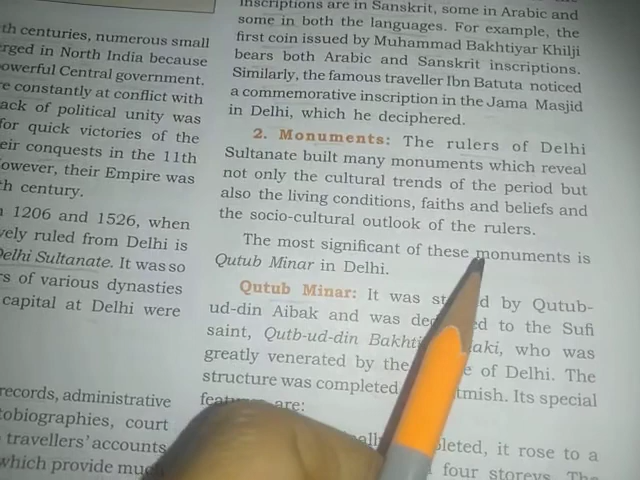 th centuries, numerous small
erged in North India because
owerful Central government,
e constantly at conflict with
ack of political unity was
for quick victories of the
eir conquests in the 11th
owever, their Empire was
th century.
1206 and 1526, when
vely ruled from Delhi is
Delhi Sultanate. It was so
rs of various dynasties
capital at Delhi were
records, administrative
tobiographies, court
travellers' accounts
which provide much
inscriptions are in Sanskrit, some in Arabic and
some in both the languages. For example, the
first coin issued by Muhammad Bakhtiyar Khilji
bears both Arabic and Sanskrit inscriptions.
Similarly, the famous traveller Ibn Batuta noticed
a commemorative inscription in the Jama Masjid
in Delhi, which he deciphered.
2. Monuments: The rulers of Delhi
Sultanate built many monuments which reveal
not only the cultural trends of the period but
also the living conditions, faiths and beliefs and
the socio-cultural outlook of the rulers.
The most significant of these monuments is
Qutub Minar in Delhi.
Qutub Minar: It was st d by Qutub-
ud-din Aibak and was de ed to the Sufi
saint, Qutb-ud-din Bakhti aki, who was
greatly venerated by the e of Delhi. The
structure was completed tmish. Its special
fea are:
ally pleted, it rose to a
four storeys. The